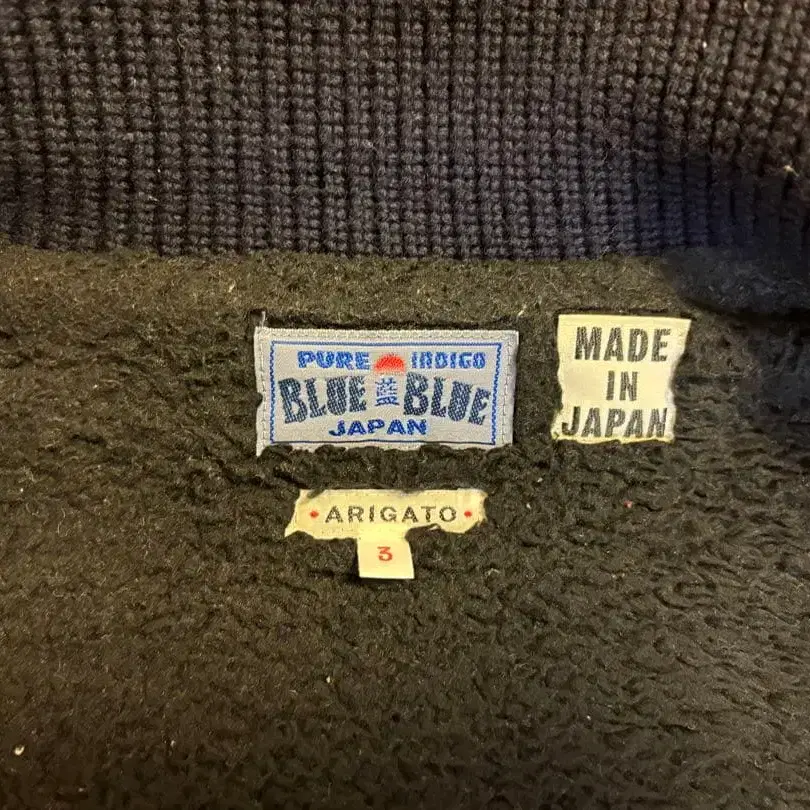 PURE INDIGO
BLUE 藍 BLUE
JAPAN
MADE
IN
JAPAN
• ARIGATO •
3